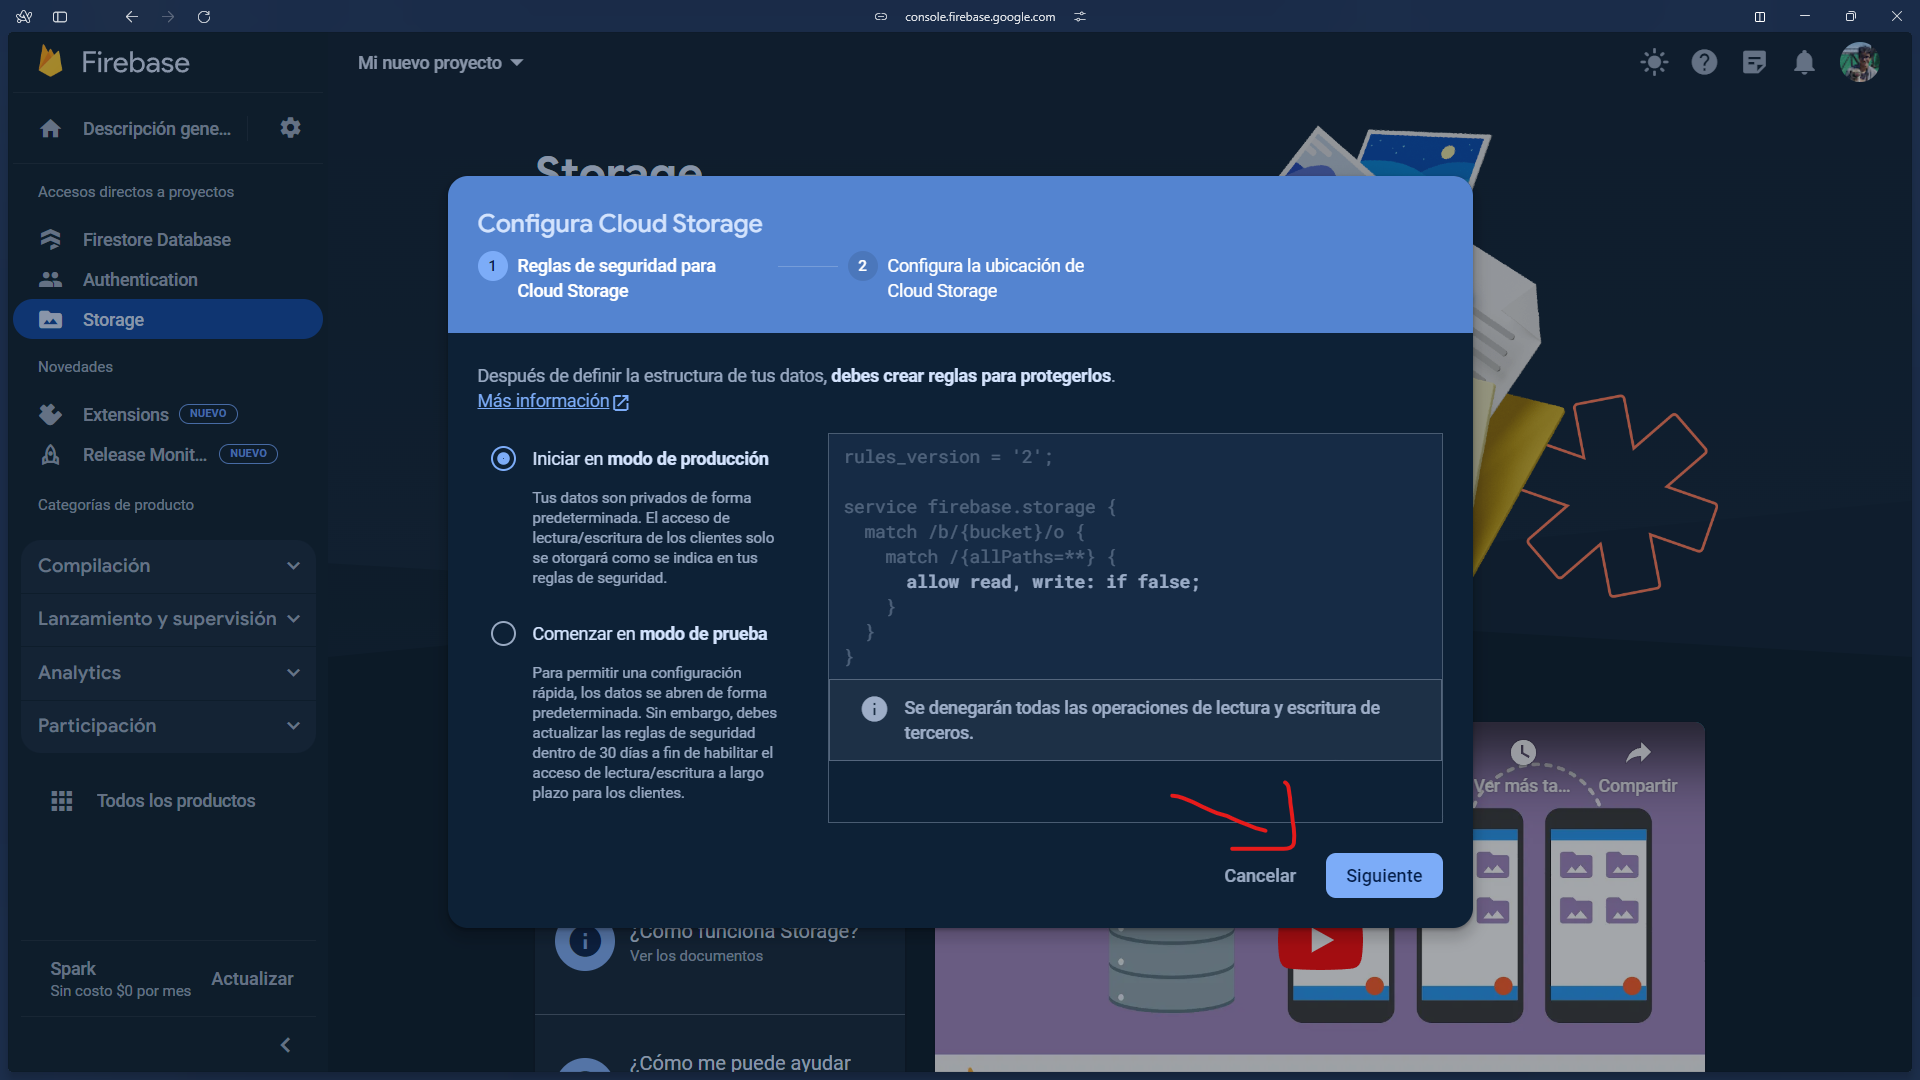 console.firebase.google.com
Firebase
Mi nuevo proyecto
Descripción gene...
Accesos directos a proyectos
Firestore Database
Authentication
Storage
Novedades
Extensions NUEVO
Release Monit... NUEVO
Categorías de producto
Compilación
Lanzamiento y supervisión
Analytics
Participación
Todos los productos
Spark
Sin costo $0 por mes
Actualizar
Storage
Configura Cloud Storage
1 Reglas de seguridad para
Cloud Storage
2 Configura la ubicación de
Cloud Storage
Después de definir la estructura de tus datos, debes crear reglas para protegerlos.
Más información
Iniciar en modo de producción
Tus datos son privados de forma
predeterminada. El acceso de
lectura/escritura de los clientes solo
se otorgará como se indica en tus
reglas de seguridad.
Comenzar en modo de prueba
Para permitir una configuración
rápida, los datos se abren de forma
predeterminada. Sin embargo, debes
actualizar las reglas de seguridad
dentro de 30 días a fin de habilitar el
acceso de lectura/escritura a largo
plazo para los clientes.
rules_version = '2';
service firebase.storage {
match /b/{bucket}/o {
match /{allPaths=**} {
allow read, write: if false;
}
}
}
Se denegarán todas las operaciones de lectura y escritura de
terceros.
Cancelar
Siguiente
Ver más ta...
Compartir
¿Cómo funciona Storage?
Ver los documentos
¿Cómo me puede ayudar